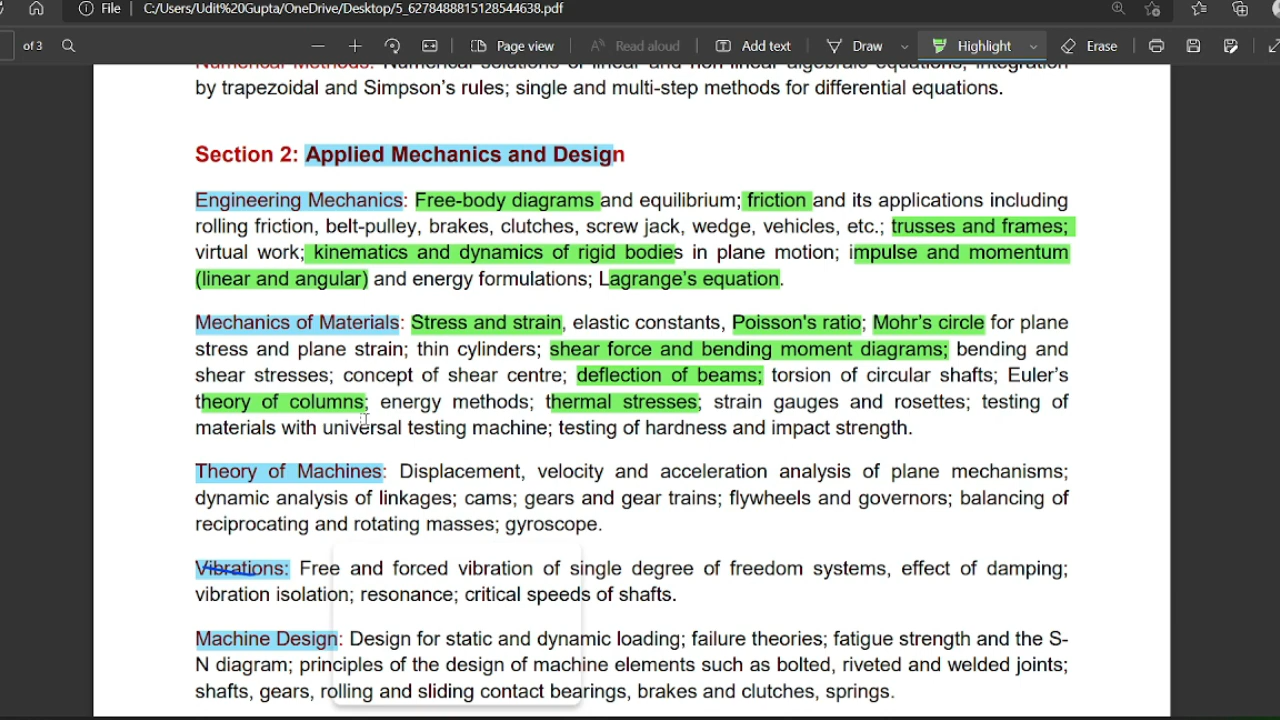 File | C:/Users/Udit%20Gupta/OneDrive/Desktop/5_6278488815128544638.pdf
of 3 Page view Read aloud Add text Draw Highlight Erase
Numerical Methods: Numerical solutions of linear and non-linear algebraic equations; integration
by trapezoidal and Simpson's rules; single and multi-step methods for differential equations.
Section 2: Applied Mechanics and Design
Engineering Mechanics: Free-body diagrams and equilibrium; friction and its applications including
rolling friction, belt-pulley, brakes, clutches, screw jack, wedge, vehicles, etc.; trusses and frames;
virtual work; kinematics and dynamics of rigid bodies in plane motion; impulse and momentum
(linear and angular) and energy formulations; Lagrange's equation.
Mechanics of Materials: Stress and strain, elastic constants, Poisson's ratio; Mohr's circle for plane
stress and plane strain; thin cylinders; shear force and bending moment diagrams; bending and
shear stresses; concept of shear centre; deflection of beams; torsion of circular shafts; Euler's
theory of columns; energy methods; thermal stresses; strain gauges and rosettes; testing of
materials with universal testing machine; testing of hardness and impact strength.
Theory of Machines: Displacement, velocity and acceleration analysis of plane mechanisms;
dynamic analysis of linkages; cams; gears and gear trains; flywheels and governors; balancing of
reciprocating and rotating masses; gyroscope.
Vibrations: Free and forced vibration of single degree of freedom systems, effect of damping;
vibration isolation; resonance; critical speeds of shafts.
Machine Design: Design for static and dynamic loading; failure theories; fatigue strength and the S-
N diagram; principles of the design of machine elements such as bolted, riveted and welded joints;
shafts, gears, rolling and sliding contact bearings, brakes and clutches, springs.